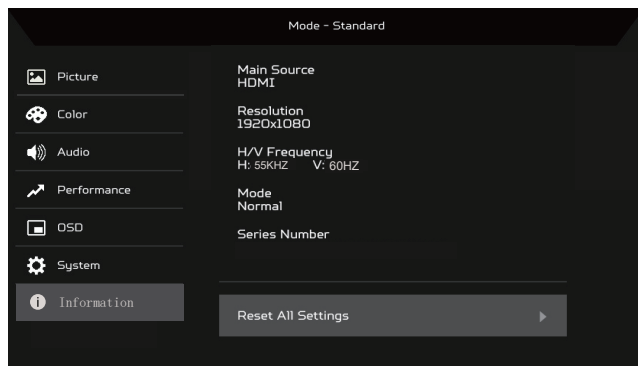 Mode - Standard
Picture
Color
Audio
Performance
OSD
System
Information
Main Source
HDMI
Resolution
1920x1080
H/V Frequency
H: 55KHZ V: 60HZ
Mode
Normal
Series Number
Reset All Settings